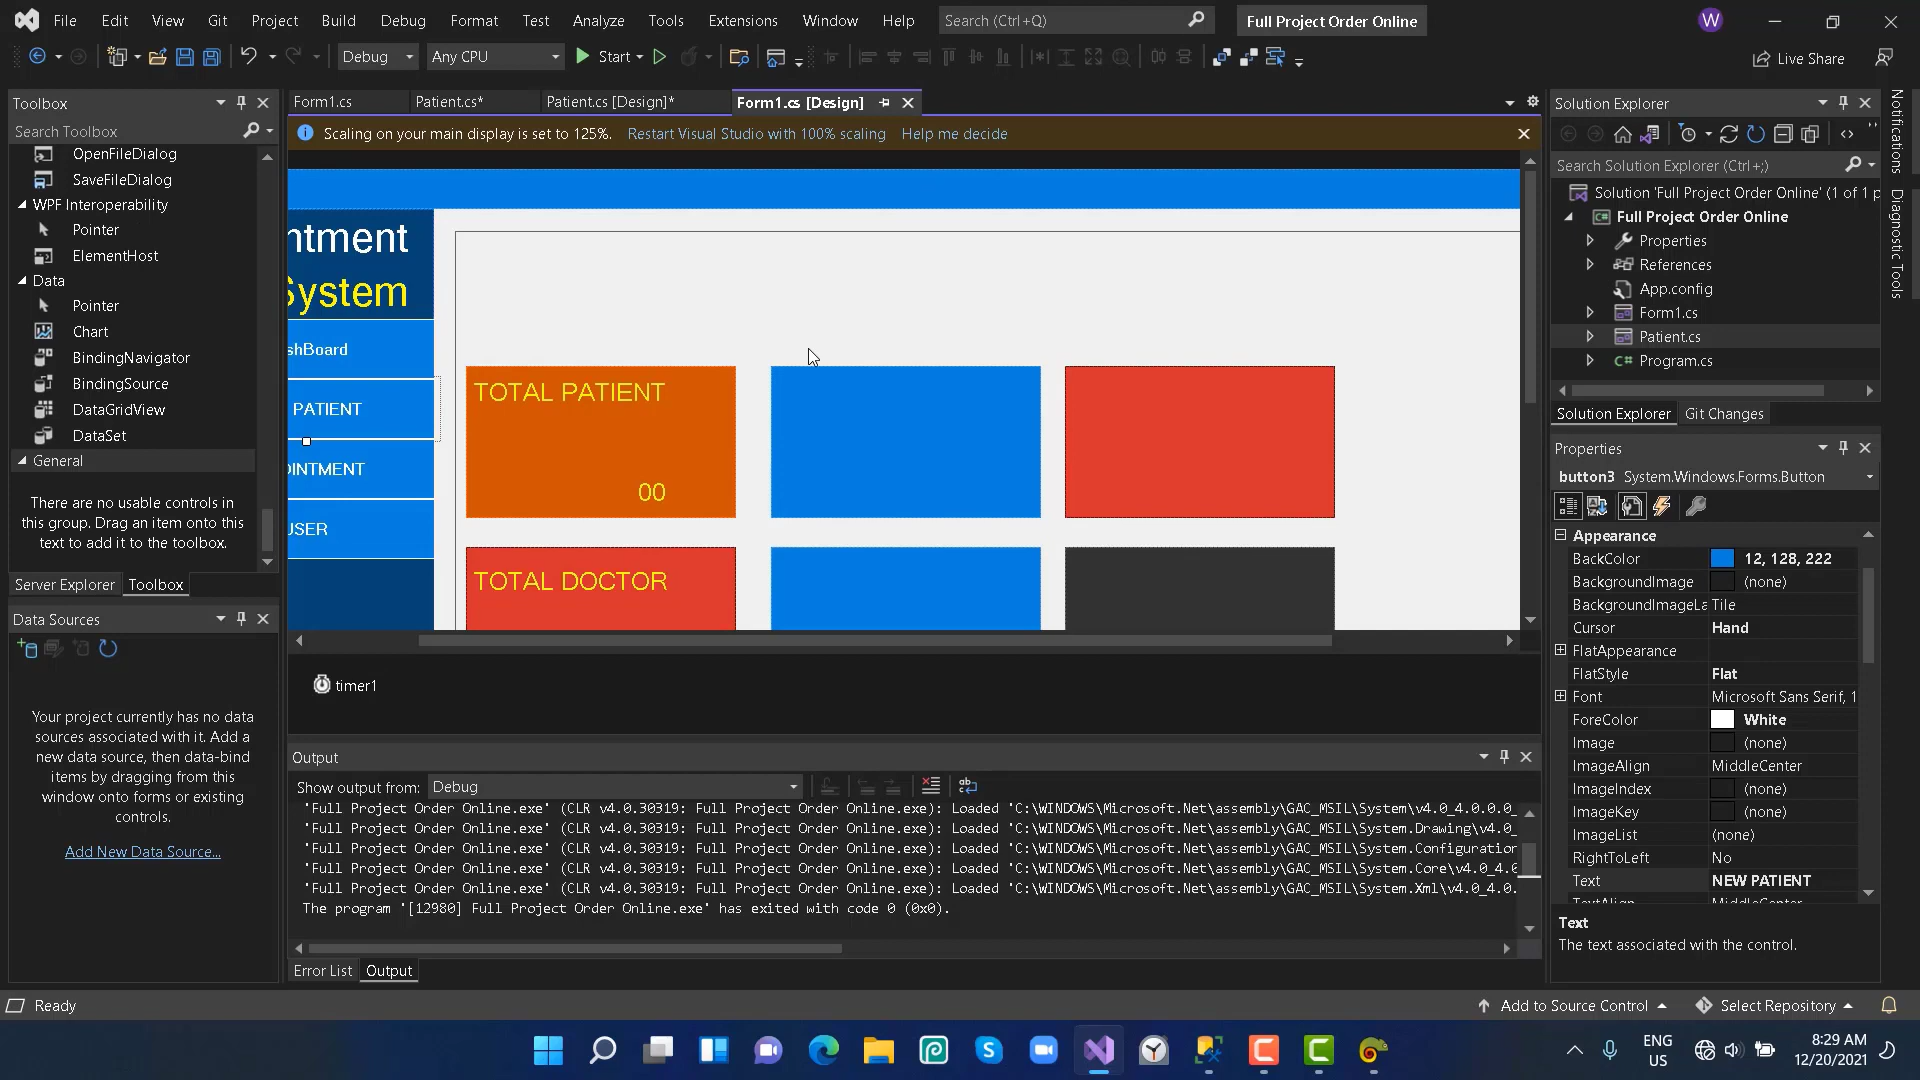 File Edit View Git Project Build Debug Format Test Analyze Tools Extensions Window Help Search (Ctrl+Q) Full Project Order Online W
Debug Any CPU Start Live Share
Toolbox
Search Toolbox
OpenFileDialog
SaveFileDialog
WPF Interoperability
Pointer
ElementHost
Data
Pointer
Chart
BindingNavigator
BindingSource
DataGridView
DataSet
General
There are no usable controls in
this group. Drag an item onto this
text to add it to the toolbox.
Server Explorer Toolbox
Data Sources
Your project currently has no data
sources associated with it. Add a
new data source, then data-bind
items by dragging from this
window onto forms or existing
controls.
Add New Data Source...
Form1.cs Patient.cs* Patient.cs [Design]* Form1.cs [Design]
Scaling on your main display is set to 125%. Restart Visual Studio with 100% scaling Help me decide
ntment
System
shBoard
PATIENT
OINTMENT
USER
TOTAL PATIENT
00
TOTAL DOCTOR
timer1
Output
Show output from: Debug
'Full Project Order Online.exe' (CLR v4.0.30319: Full Project Order Online.exe): Loaded 'C:\WINDOWS\Microsoft.Net\assembly\GAC_MSIL\System\v4.0_4.0.0.0_
'Full Project Order Online.exe' (CLR v4.0.30319: Full Project Order Online.exe): Loaded 'C:\WINDOWS\Microsoft.Net\assembly\GAC_MSIL\System.Drawing\v4.0_
'Full Project Order Online.exe' (CLR v4.0.30319: Full Project Order Online.exe): Loaded 'C:\WINDOWS\Microsoft.Net\assembly\GAC_MSIL\System.Configuration
'Full Project Order Online.exe' (CLR v4.0.30319: Full Project Order Online.exe): Loaded 'C:\WINDOWS\Microsoft.Net\assembly\GAC_MSIL\System.Core\v4.0_4.0
'Full Project Order Online.exe' (CLR v4.0.30319: Full Project Order Online.exe): Loaded 'C:\WINDOWS\Microsoft.Net\assembly\GAC_MSIL\System.Xml\v4.0_4.0.
The program '[12980] Full Project Order Online.exe' has exited with code 0 (0x0).
Error List Output
Solution Explorer
Search Solution Explorer (Ctrl+;)
Solution 'Full Project Order Online' (1 of 1 p
Full Project Order Online
Properties
References
App.config
Form1.cs
Patient.cs
Program.cs
Solution Explorer Git Changes
Properties
button3 System.Windows.Forms.Button
Appearance
BackColor 12, 128, 222
BackgroundImage (none)
BackgroundImageLa Tile
Cursor Hand
FlatAppearance
FlatStyle Flat
Font Microsoft Sans Serif, 1
ForeColor White
Image (none)
ImageAlign MiddleCenter
ImageIndex (none)
ImageKey (none)
ImageList (none)
RightToLeft No
Text NEW PATIENT
TextAlign MiddleCenter
Text
The text associated with the control.
Notifications
Diagnostic Tools
Ready Add to Source Control Select Repository
ENG
US
8:29 AM
12/20/2021